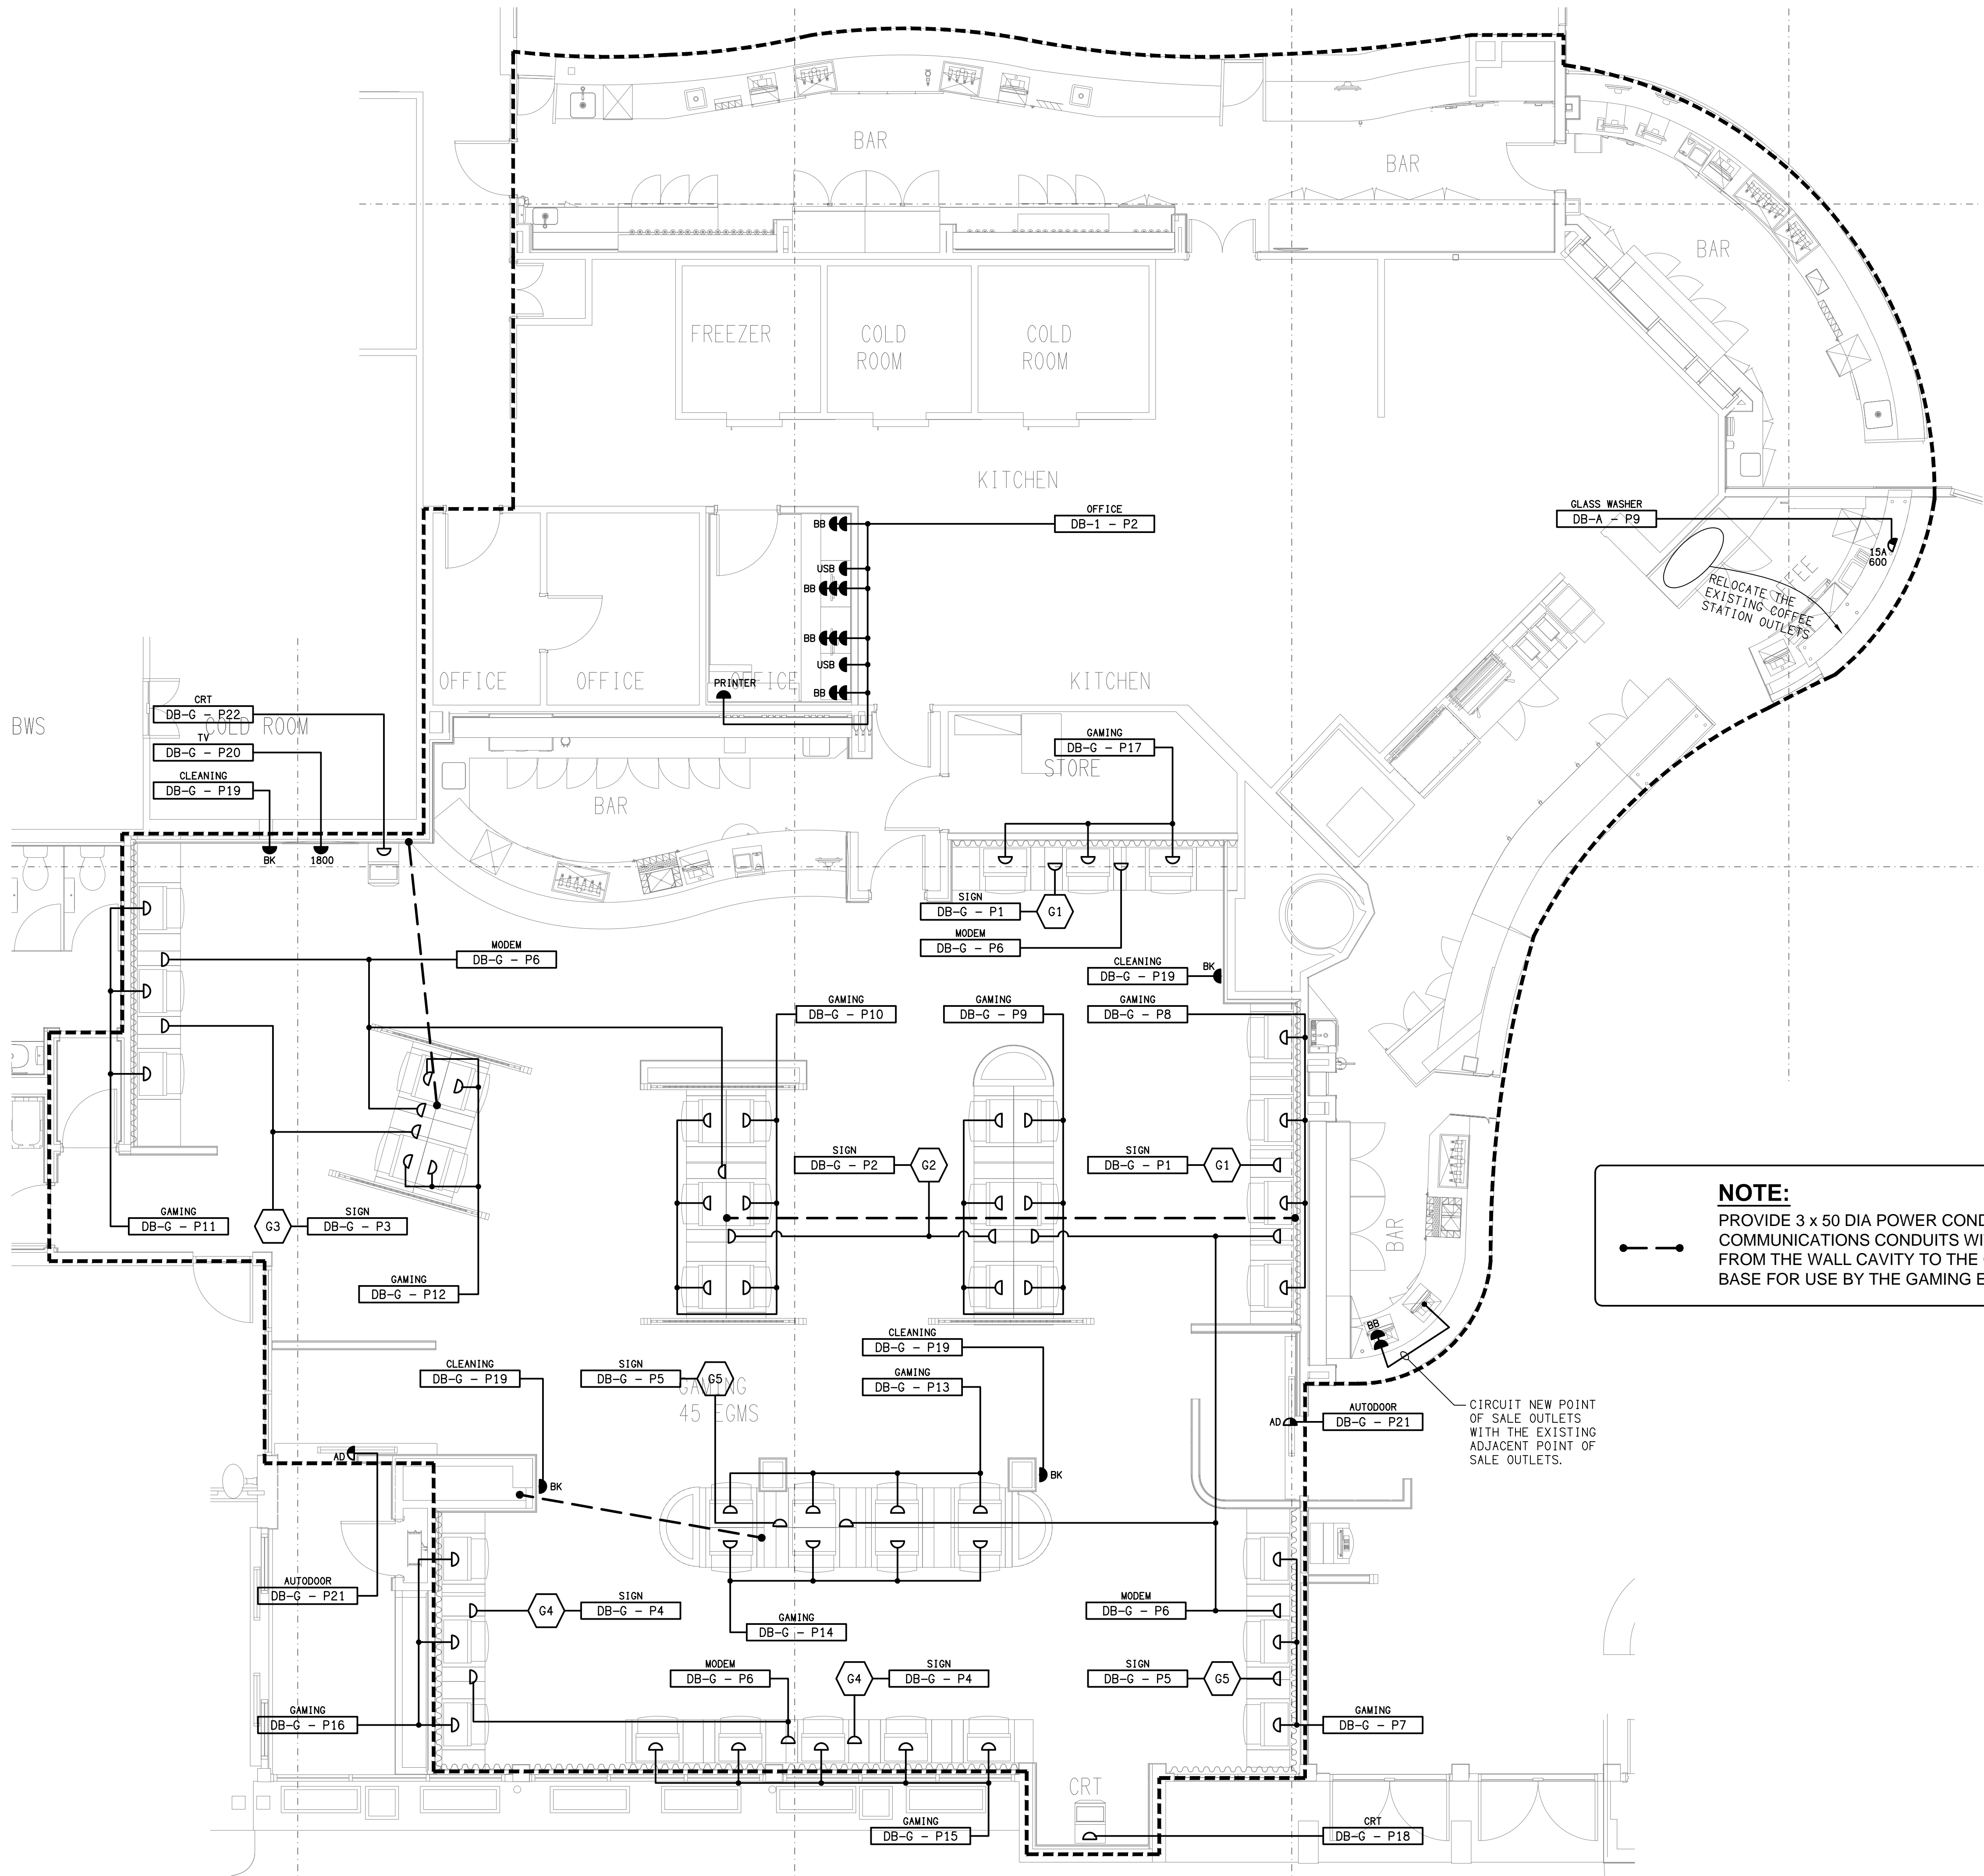 BAR
BAR
BAR
FREEZER
COLD
ROOM
COLD
ROOM
KITCHEN
OFFICE
DB-1 - P2
GLASS WASHER
DB-A - P9
15A
600
RELOCATE THE
EXISTING COFFEE
STATION OUTLETS
BB
USB
BB
BB
USB
BB
PRINTER
OFFICE
OFFICE
OFFICE
KITCHEN
BWS
COLD ROOM
CRT
DB-G - P22
TV
DB-G - P20
CLEANING
DB-G - P19
BK
1800
BAR
GAMING
DB-G - P17
STORE
SIGN
DB-G - P1
G1
MODEM
DB-G - P6
MODEM
DB-G - P6
CLEANING
DB-G - P19
BK
GAMING
DB-G - P10
GAMING
DB-G - P9
GAMING
DB-G - P8
SIGN
DB-G - P2
G2
SIGN
DB-G - P1
G1
GAMING
DB-G - P11
G3
SIGN
DB-G - P3
GAMING
DB-G - P12
BAR
NOTE:
PROVIDE 3 x 50 DIA POWER COND
COMMUNICATIONS CONDUITS WI
FROM THE WALL CAVITY TO THE
BASE FOR USE BY THE GAMING E
BB
CLEANING
DB-G - P19
GAMING
DB-G - P13
CLEANING
DB-G - P19
SIGN
DB-G - P5
G5
GAMING
45 EGMS
AD
AUTODOOR
DB-G - P21
CIRCUIT NEW POINT
OF SALE OUTLETS
WITH THE EXISTING
ADJACENT POINT OF
SALE OUTLETS.
AD
BK
BK
AUTODOOR
DB-G - P21
G4
SIGN
DB-G - P4
GAMING
DB-G - P14
MODEM
DB-G - P6
MODEM
DB-G - P6
G4
SIGN
DB-G - P4
SIGN
DB-G - P5
G5
GAMING
DB-G - P16
GAMING
DB-G - P7
CRT
GAMING
DB-G - P15
CRT
DB-G - P18